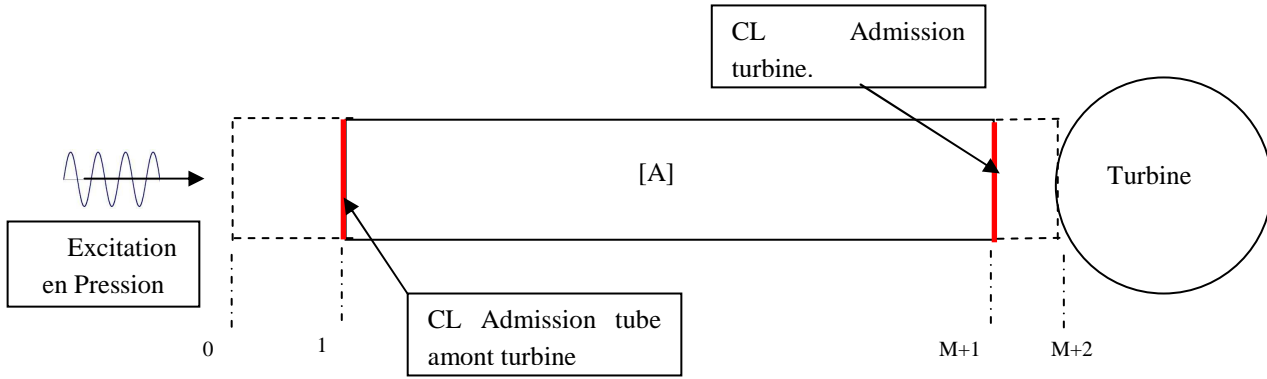 CL Admission
turbine.
[A]
Turbine
Excitation
en Pression
CL Admission tube
amont turbine
0
1
M+1
M+2